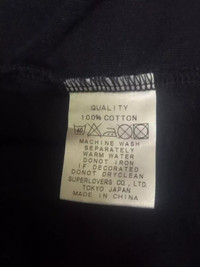 QUALITY
100% COTTON
MACHINE WASH
SEPARATELY
WARM WATER
DONOT IRON
IF DECORATED
DONOT DRYCLEAN
SUPERLOVERS CO., LTD.
TOKYO JAPAN
MADE IN CHINA